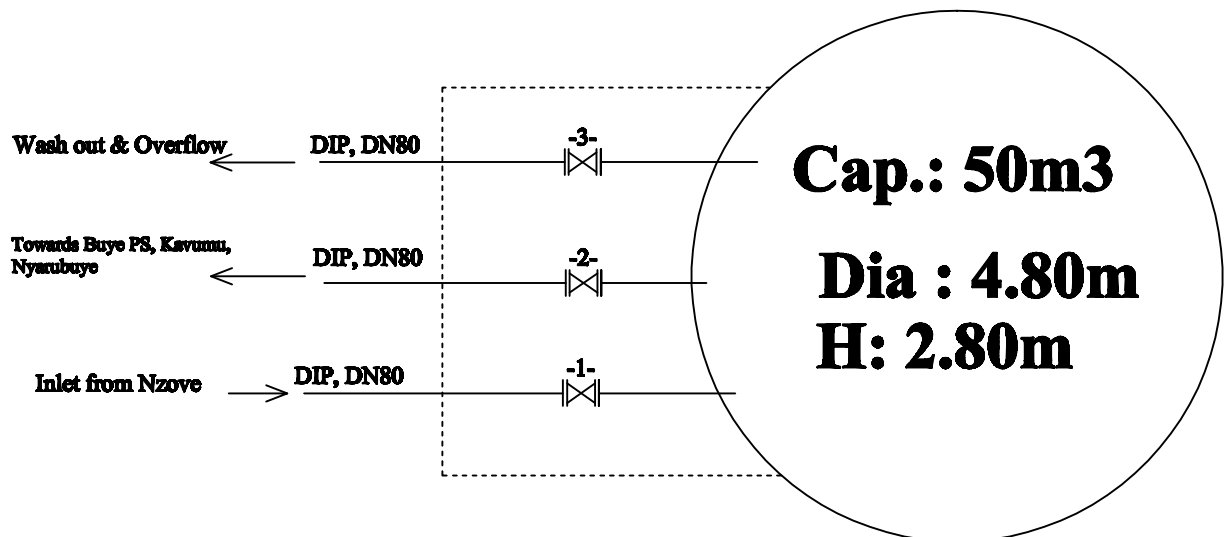 Wash out & Overflow
DIP, DN80
-3-
Cap.: 50m3
Towards Buye PS, Kavumu,
Nyarubuye
DIP, DN80
-2-
Dia : 4.80m
H: 2.80m
Inlet from Nzove
DIP, DN80
-1-